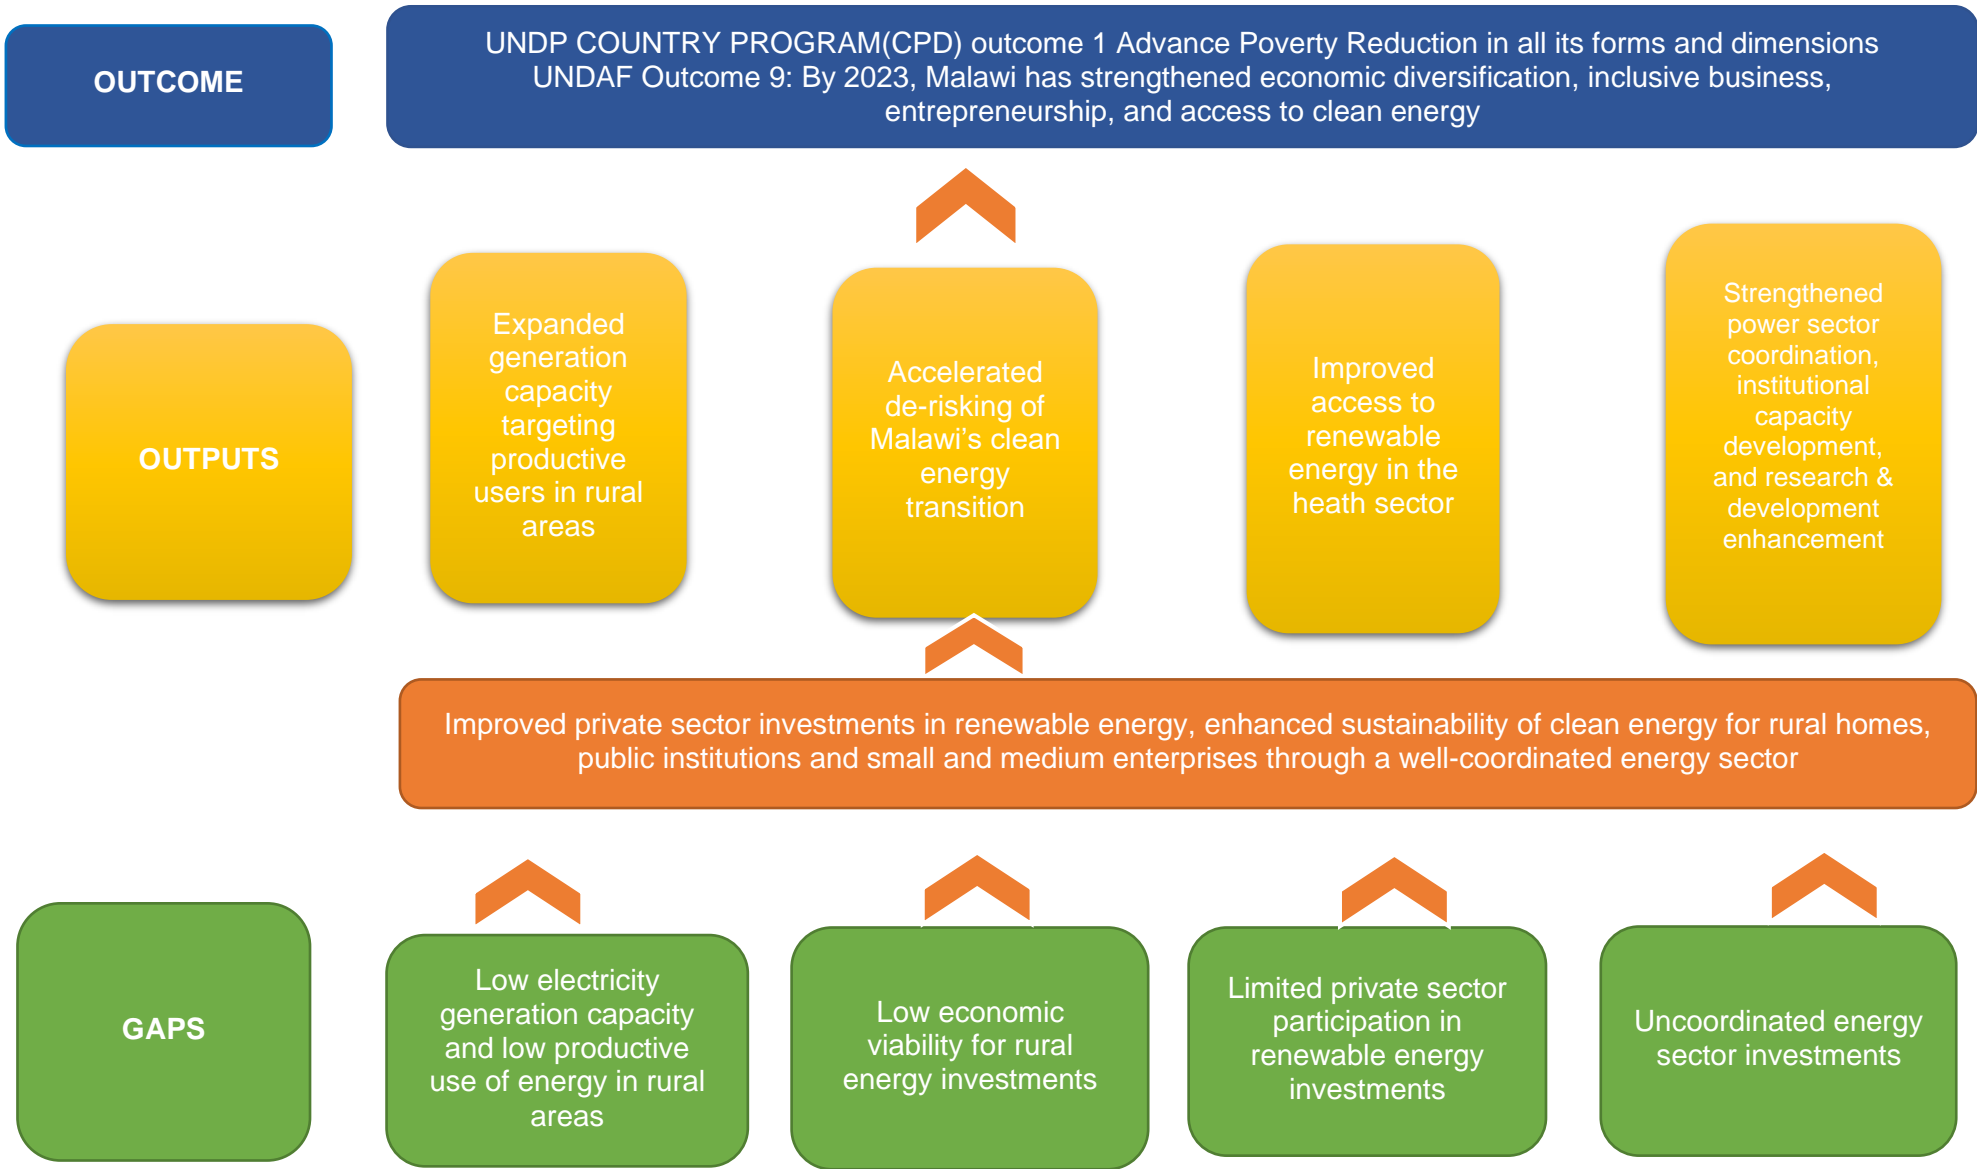 OUTCOME
UNDP COUNTRY PROGRAM(CPD) outcome 1 Advance Poverty Reduction in all its forms and dimensions
UNDAF Outcome 9: By 2023, Malawi has strengthened economic diversification, inclusive business,
entrepreneurship, and access to clean energy
OUTPUTS
Expanded
generation
capacity
targeting
productive
users in rural
areas
Accelerated
de-risking of
Malawi’s clean
energy
transition
Improved
access to
renewable
energy in the
heath sector
Strengthened
power sector
coordination,
institutional
capacity
development,
and research &
development
enhancement
Improved private sector investments in renewable energy, enhanced sustainability of clean energy for rural homes,
public institutions and small and medium enterprises through a well-coordinated energy sector
GAPS
Low electricity
generation capacity
and low productive
use of energy in rural
areas
Low economic
viability for rural
energy investments
Limited private sector
participation in
renewable energy
investments
Uncoordinated energy
sector investments